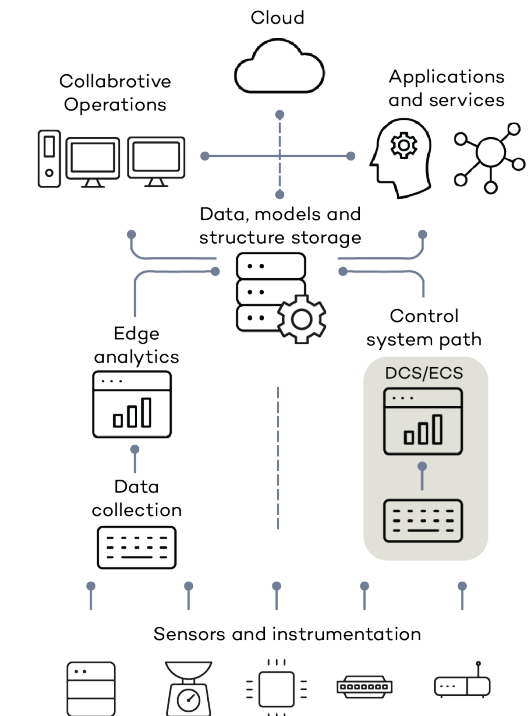 Cloud
Collabrotive
Operations
Applications
and services
Data, models and
structure storage
Edge
analytics
Control
system path
DCS/ECS
Data
collection
Sensors and instrumentation